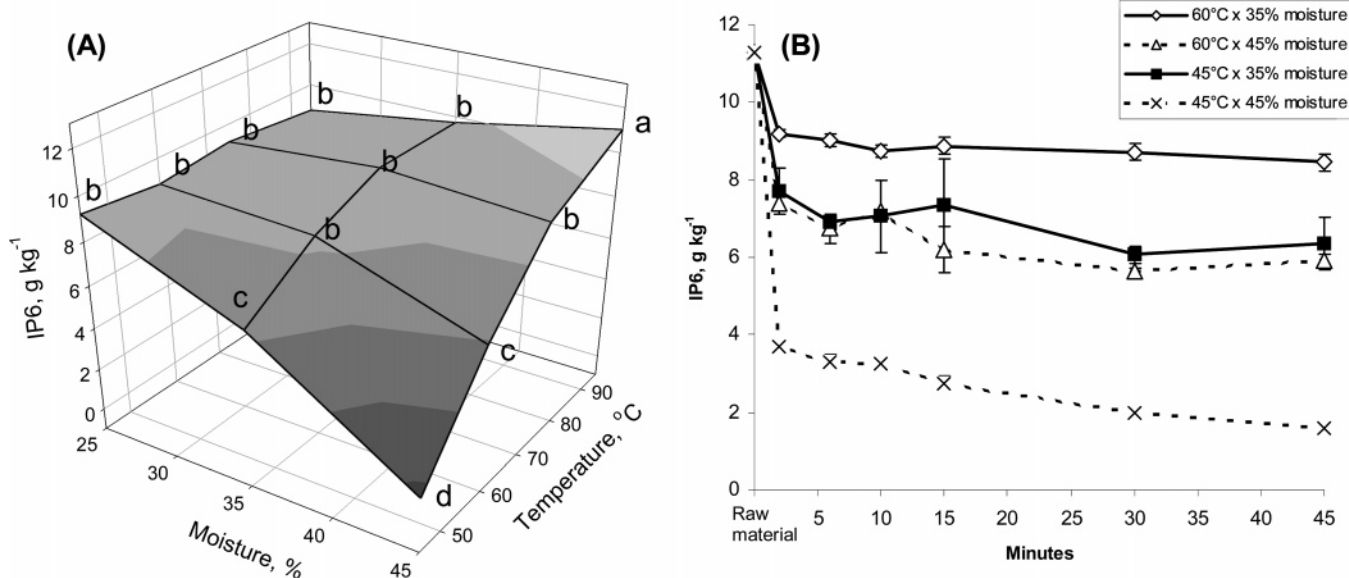 (A)
IP6, g kg⁻¹
12
10
8
6
4
2
0
25
30
35
40
45
Moisture, %
50
60
70
80
90
Temperature, °C
b
b
a
b
b
b
b
b
b
c
c
d
(B)
60°C x 35% moisture
60°C x 45% moisture
45°C x 35% moisture
45°C x 45% moisture
IP6, g kg⁻¹
12
10
8
6
4
2
0
Raw material
5
10
15
20
25
30
35
40
45
Minutes